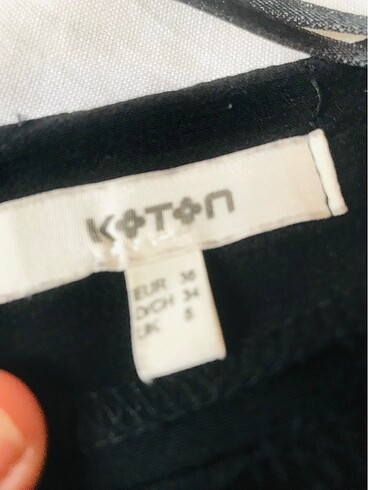 KOTON
EUR 36
D/CH 34
UK 8